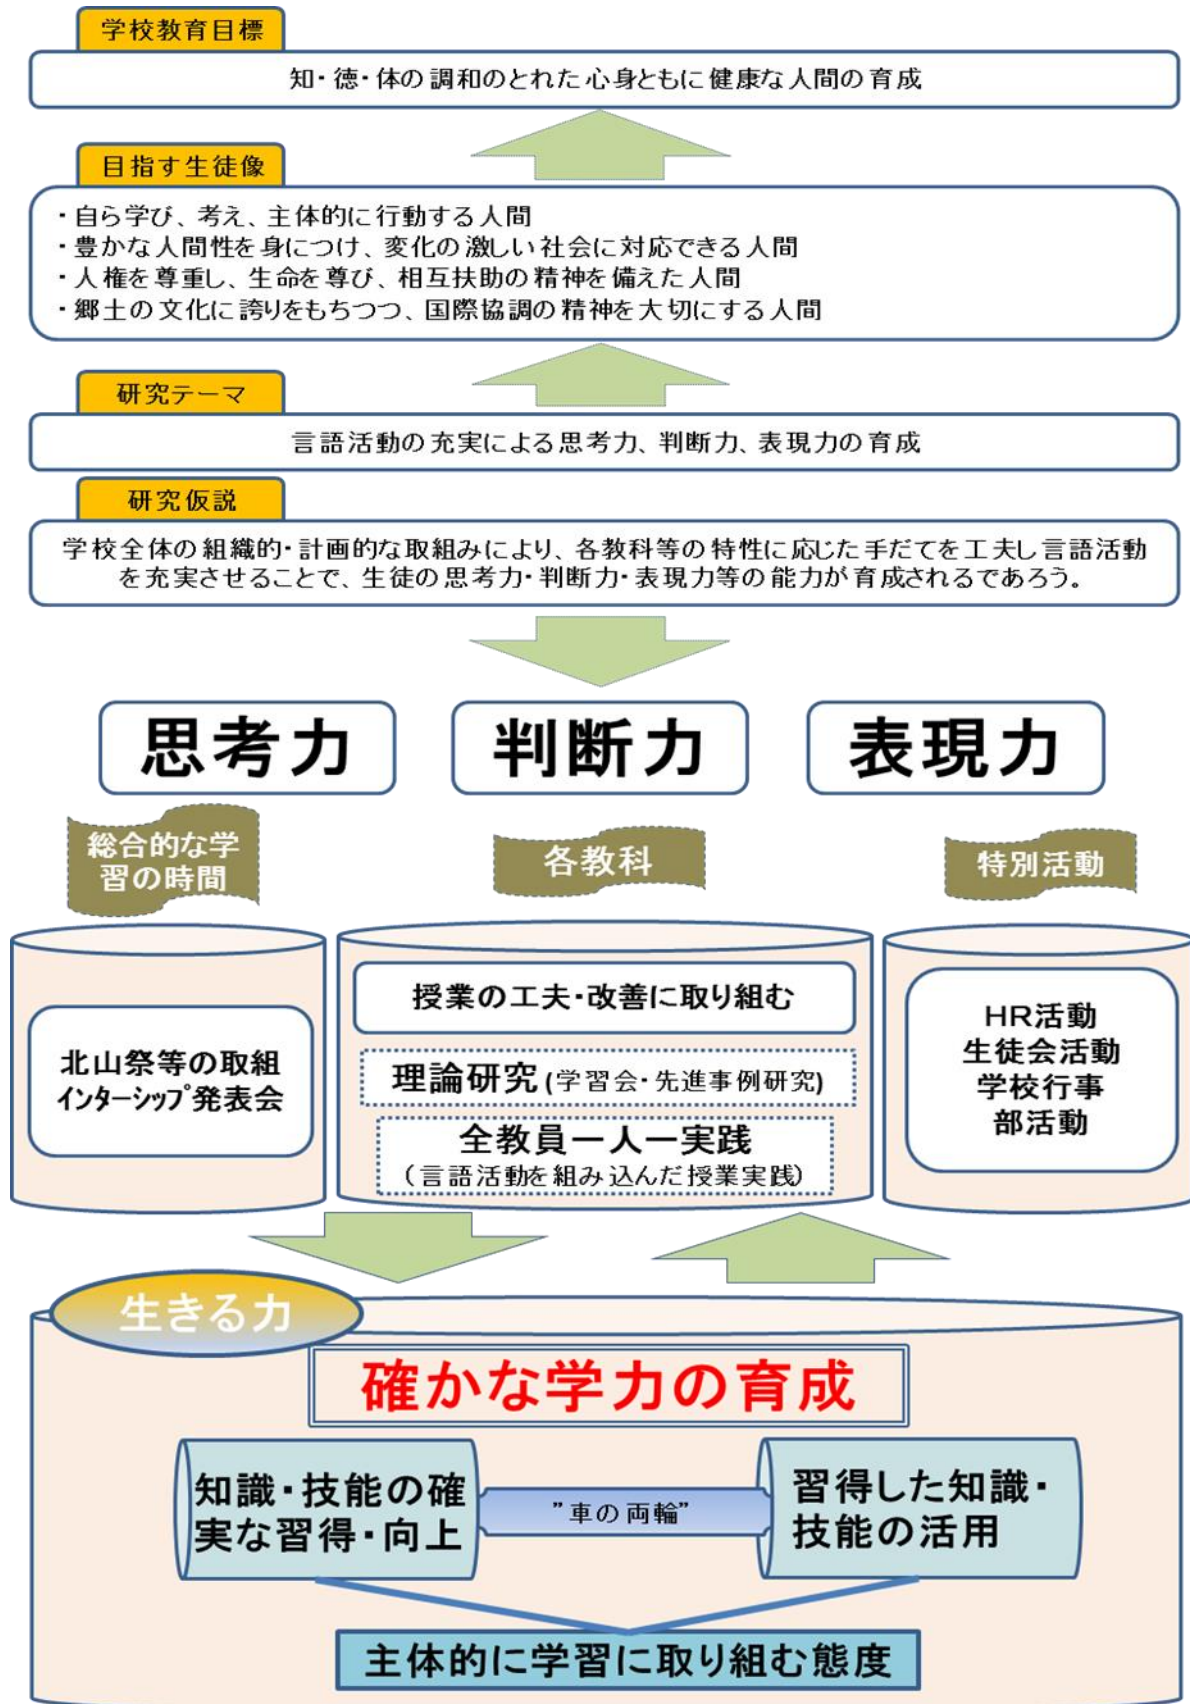 学校教育目標
知・徳・体の調和のとれた心身ともに健康な人間の育成
目指す生徒像
・自ら学び、考え、主体的に行動する人間
・豊かな人間性を身につけ、変化の激しい社会に対応できる人間
・人権を尊重し、生命を尊び、相互扶助の精神を備えた人間
・郷土の文化に誇りをもちつつ、国際協調の精神を大切にする人間
研究テーマ
言語活動の充実による思考力、判断力、表現力の育成
研究仮説
学校全体の組織的・計画的な取組みにより、各教科等の特性に応じた手だてを工夫し言語活動
を充実させることで、生徒の思考力・判断力・表現力等の能力が育成されるであろう。
思考力
判断力
表現力
総合的な学
習の時間
各教科
特別活動
北山祭等の取組
インターシップ発表会
授業の工夫・改善に取り組む
理論研究(学習会・先進事例研究)
全教員一人一実践
(言語活動を組み込んだ授業実践)
HR活動
生徒会活動
学校行事
部活動
生きる力
確かな学力の育成
知識・技能の確
実な習得・向上
”車の両輪”
習得した知識・
技能の活用
主体的に学習に取り組む態度